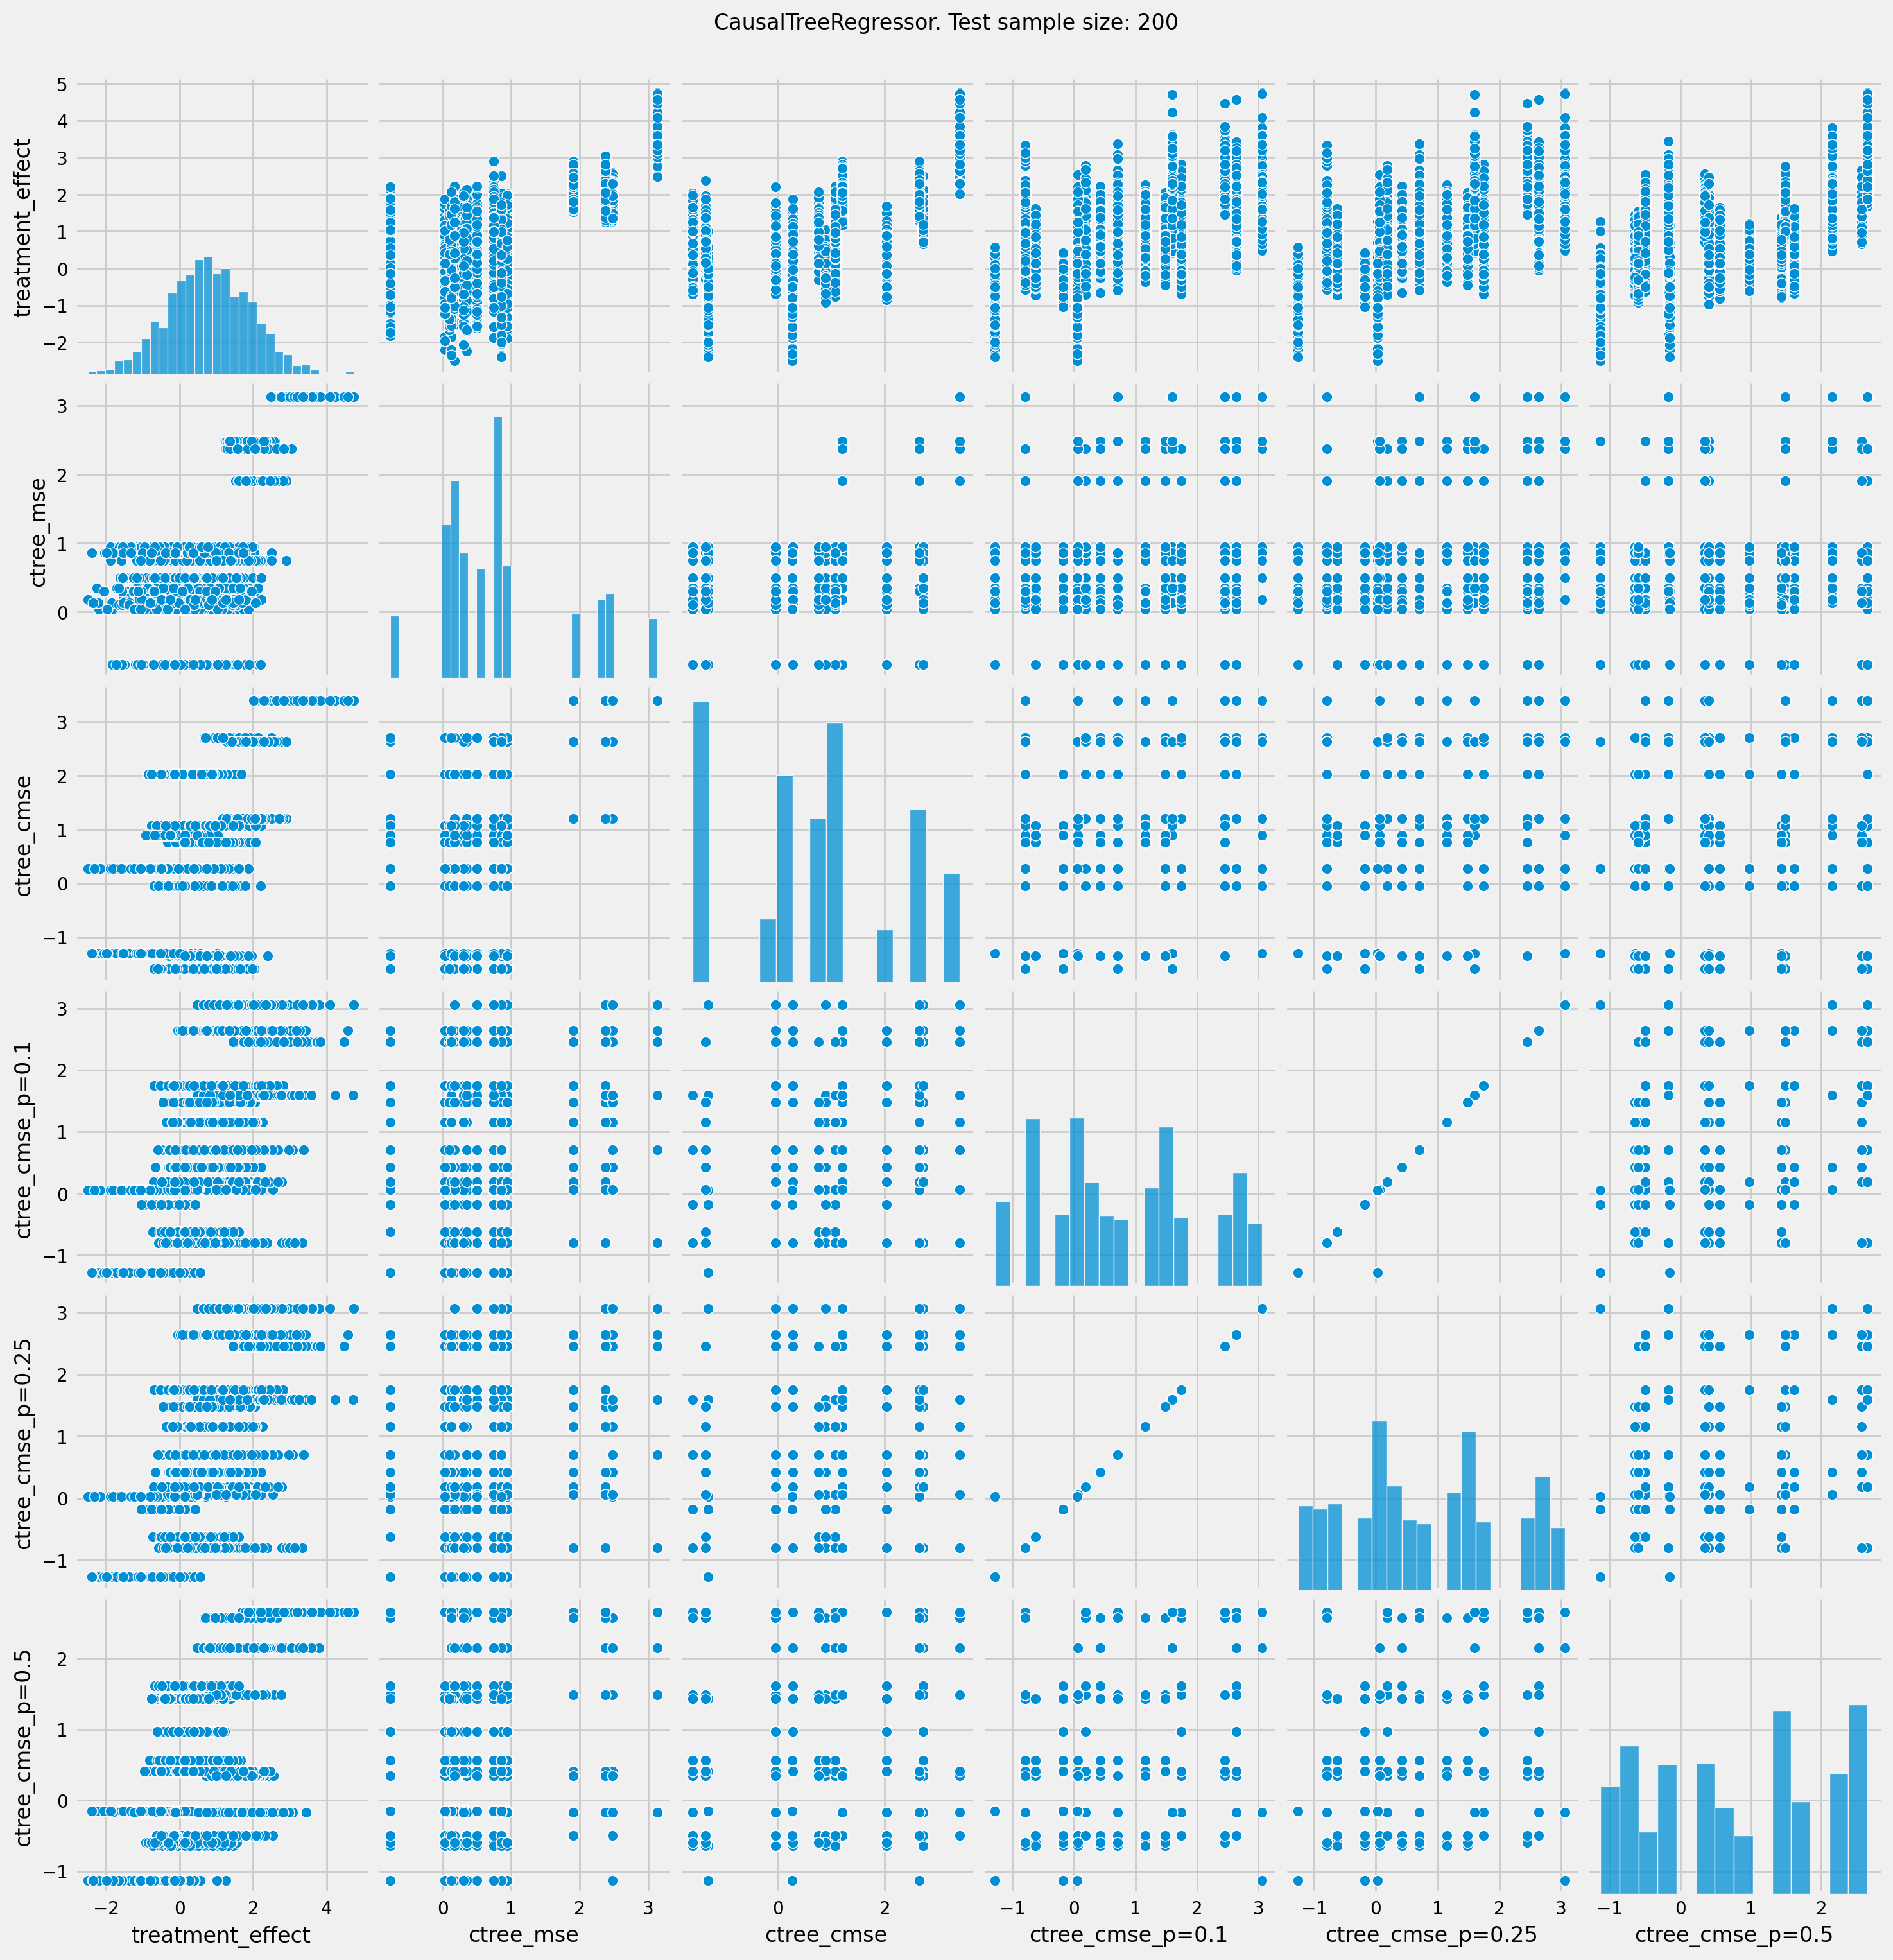 CausalTreeRegressor. Test sample size: 200
treatment_effect
5
4
3
2
1
0
−1
−2
ctree_mse
3
2
1
0
ctree_cmse
3
2
1
0
−1
ctree_cmse_p=0.1
3
2
1
0
−1
ctree_cmse_p=0.25
3
2
1
0
−1
ctree_cmse_p=0.5
2
1
0
−1
−2 0 2 4
0 1 2 3
0 2
−1 0 1 2 3
−1 0 1 2 3
−1 0 1 2
treatment_effect
ctree_mse
ctree_cmse
ctree_cmse_p=0.1
ctree_cmse_p=0.25
ctree_cmse_p=0.5